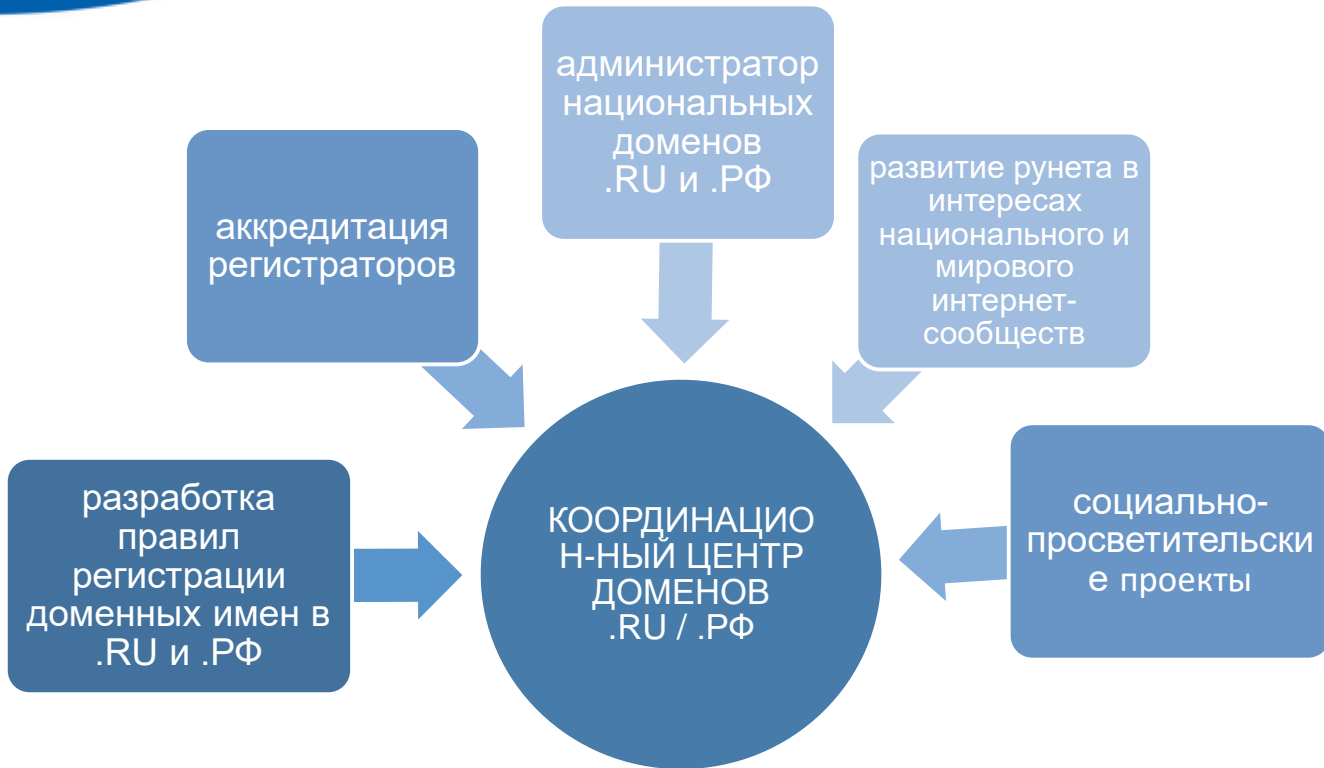 администратор
национальных
доменов
.RU и .РФ
аккредитация
регистраторов
развитие рунета в
интересах
национального и
мирового
интернет-
сообществ
разработка
правил
регистрации
доменных имен в
.RU и .РФ
КООРДИНАЦИО
Н-НЫЙ ЦЕНТР
ДОМЕНОВ
.RU / .РФ
социально-
просветительски
е проекты